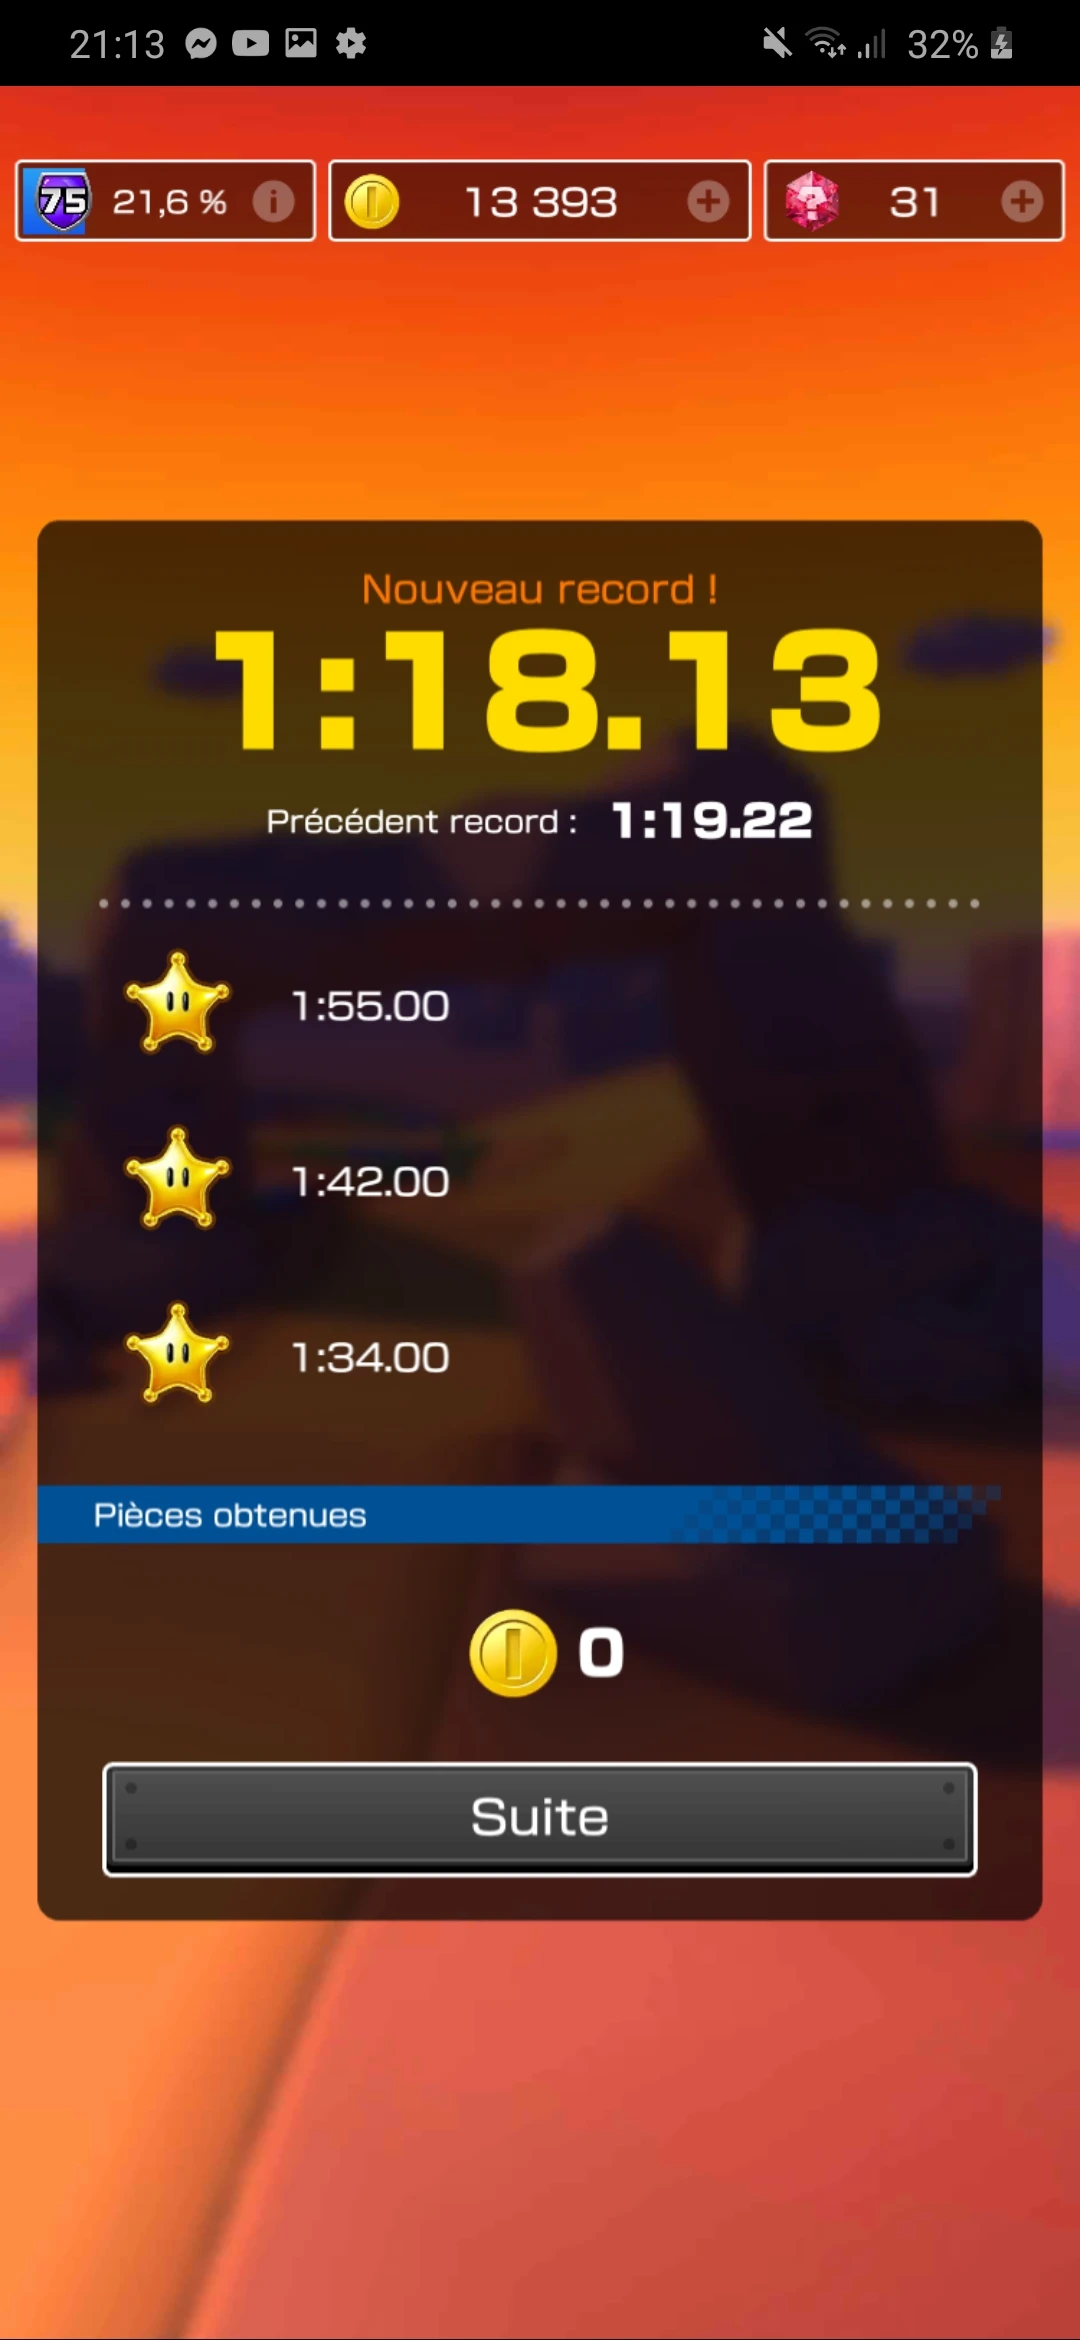 21:13 32%
75 21,6 % 13 393 31
Nouveau record !
1:18.13
Précédent record : 1:19.22
1:55.00
1:42.00
1:34.00
Pièces obtenues
0
Suite